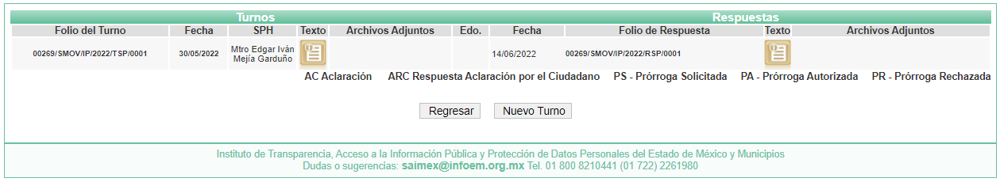 Turnos Respuestas
Folio del Turno Fecha SPH Texto Archivos Adjuntos Edo. Fecha Folio de Respuesta Texto Archivos Adjuntos
00269/SMOV/IP/2022/TSP/0001 30/05/2022 Mtro Edgar Iván 14/06/2022 00269/SMOV/IP/2022/RSP/0001
Mejía Garduño
AC Aclaración ARC Respuesta Aclaración por el Ciudadano PS - Prórroga Solicitada PA - Prórroga Autorizada PR - Prórroga Rechazada
Regresar Nuevo Turno
Instituto de Transparencia, Acceso a la Información Pública y Protección de Datos Personales del Estado de México y Municipios
Dudas o sugerencias: saimex@infoem.org.mx Tel. 01 800 8210441 (01 722) 2261980